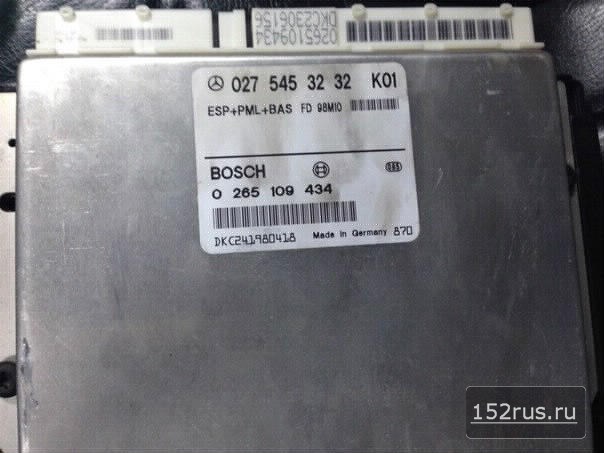 0265109434
DKC2306156
027 545 32 32 K01
ESP+PML+BAS FD 98M10
BOSCH
0 265 109 434
DKC241980418 Made in Germany 870
152rus.ru